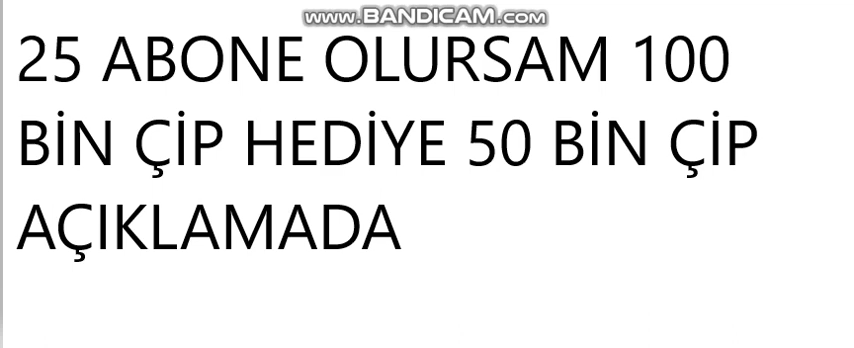 www.BANDICAM.com
25 ABONE OLURSAM 100
BİN ÇİP HEDİYE 50 BİN ÇİP
AÇIKLAMADA